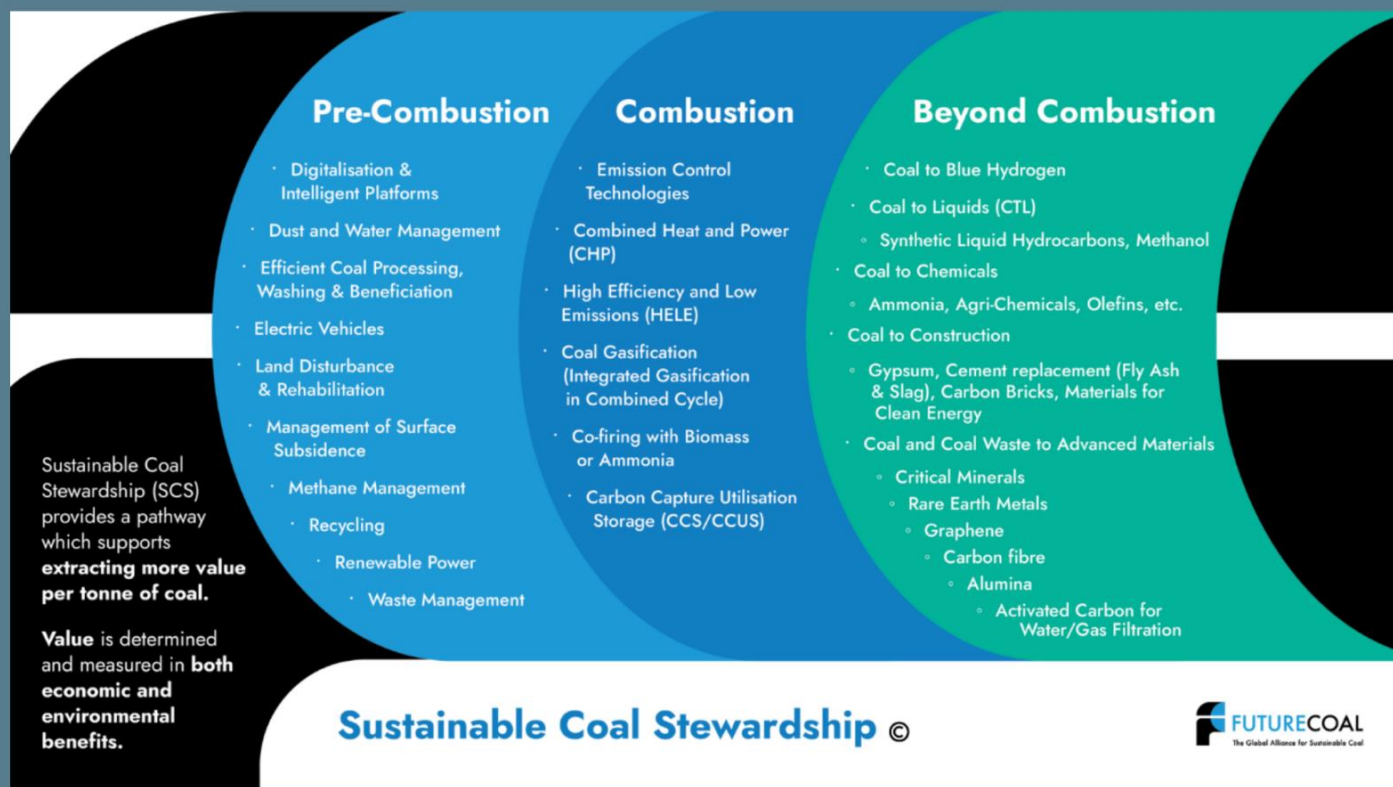 Pre-Combustion
· Digitalisation &
Intelligent Platforms
· Dust and Water Management
· Efficient Coal Processing,
Washing & Beneficiation
· Electric Vehicles
· Land Disturbance
& Rehabilitation
· Management of Surface
Subsidence
· Methane Management
· Recycling
· Renewable Power
· Waste Management
Combustion
· Emission Control
Technologies
· Combined Heat and Power
(CHP)
· High Efficiency and Low
Emissions (HELE)
· Coal Gasification
(Integrated Gasification
in Combined Cycle)
· Co-firing with Biomass
or Ammonia
· Carbon Capture Utilisation
Storage (CCS/CCUS)
Beyond Combustion
· Coal to Blue Hydrogen
· Coal to Liquids (CTL)
◦ Synthetic Liquid Hydrocarbons, Methanol
· Coal to Chemicals
◦ Ammonia, Agri-Chemicals, Olefins, etc.
· Coal to Construction
◦ Gypsum, Cement replacement (Fly Ash
& Slag), Carbon Bricks, Materials for
Clean Energy
· Coal and Coal Waste to Advanced Materials
◦ Critical Minerals
◦ Rare Earth Metals
◦ Graphene
◦ Carbon fibre
◦ Alumina
◦ Activated Carbon for
Water/Gas Filtration
Sustainable Coal
Stewardship (SCS)
provides a pathway
which supports
extracting more value
per tonne of coal.
Value is determined
and measured in both
economic and
environmental
benefits.
Sustainable Coal Stewardship ©
FUTURECOAL
The Global Alliance for Sustainable Coal